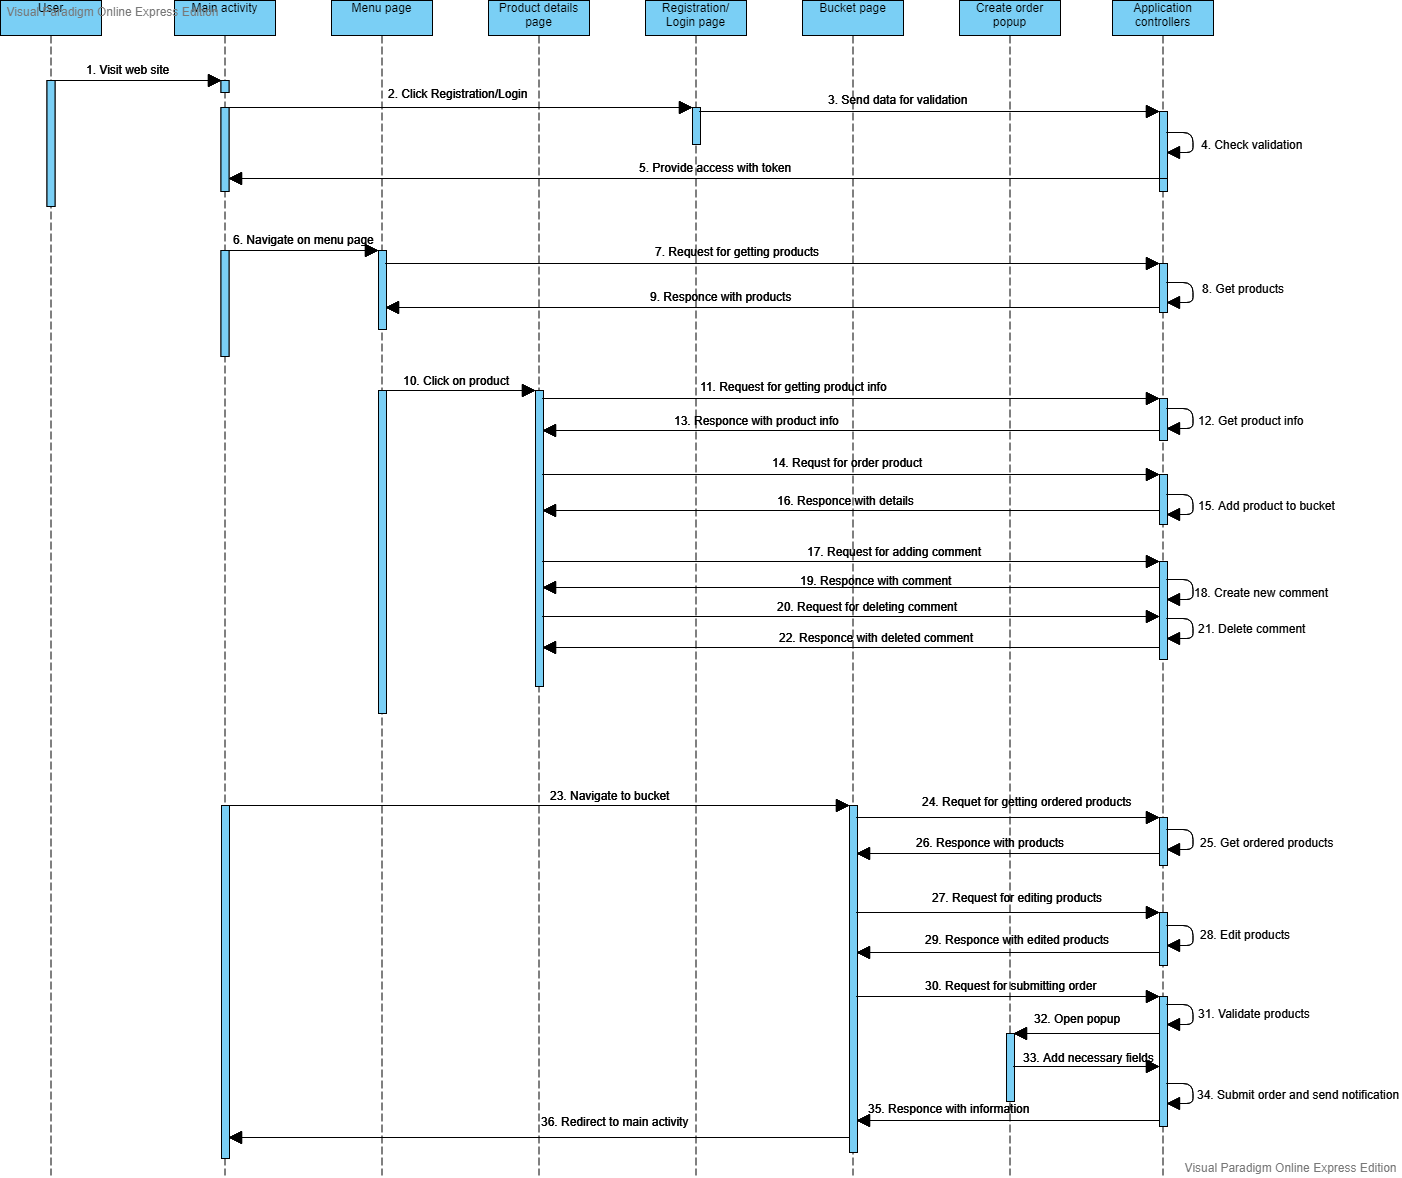 User
Visual Paradigm Online Express Edition
Main activity
Menu page
Product details
page
Registration/
Login page
Bucket page
Create order
popup
Application
controllers
1. Visit web site
2. Click Registration/Login
3. Send data for validation
4. Check validation
5. Provide access with token
6. Navigate on menu page
7. Request for getting products
8. Get products
9. Responce with products
10. Click on product
11. Request for getting product info
12. Get product info
13. Responce with product info
14. Requst for order product
15. Add product to bucket
16. Responce with details
17. Request for adding comment
18. Create new comment
19. Responce with comment
20. Request for deleting comment
21. Delete comment
22. Responce with deleted comment
23. Navigate to bucket
24. Requet for getting ordered products
25. Get ordered products
26. Responce with products
27. Request for editing products
28. Edit products
29. Responce with edited products
30. Request for submitting order
31. Validate products
32. Open popup
33. Add necessary fields
34. Submit order and send notification
35. Responce with information
36. Redirect to main activity
Visual Paradigm Online Express Edition